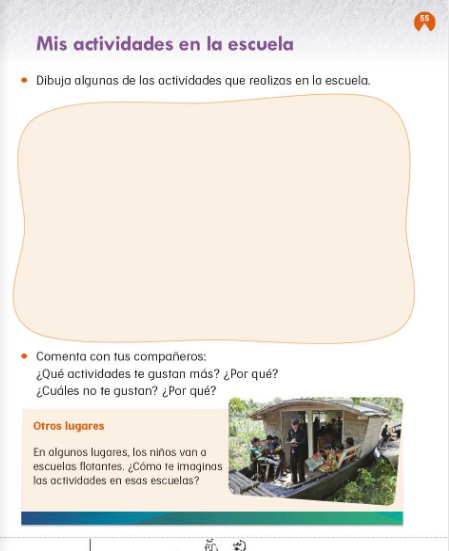 55
Mis actividades en la escuela
Dibuja algunas de las actividades que realizas en la escuela.
Comenta con tus compañeros:
¿Qué actividades te gustan más? ¿Por qué?
¿Cuáles no te gustan? ¿Por qué?
Otros lugares
En algunos lugares, los niños van a
escuelas flotantes. ¿Cómo te imaginas
las actividades en esas escuelas?